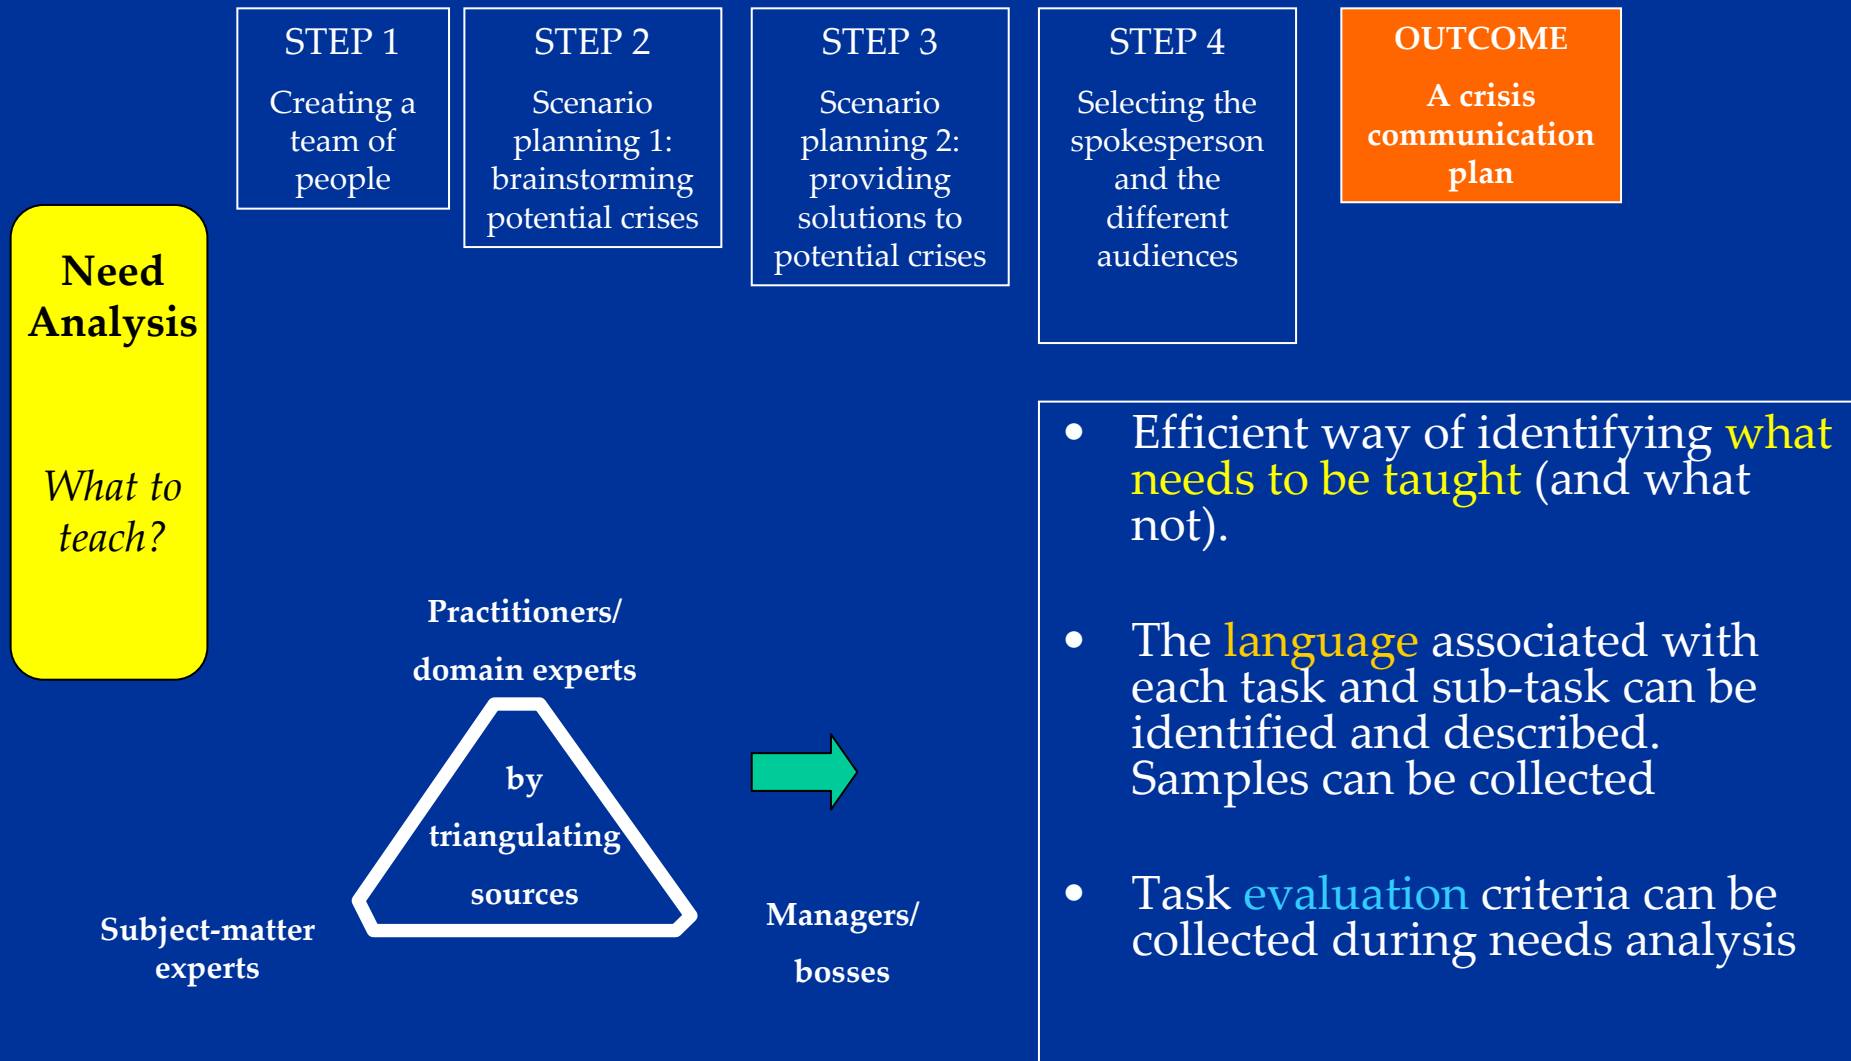 STEP 1
Creating a
team of
people
STEP 2
Scenario
planning 1:
brainstorming
potential crises
STEP 3
Scenario
planning 2:
providing
solutions to
potential crises
STEP 4
Selecting the
spokesperson
and the
different
audiences
OUTCOME
A crisis
communication
plan
Need
Analysis
What to
teach?
Practitioners/
domain experts
by
triangulating
sources
Subject-matter
experts
Managers/
bosses
• Efficient way of identifying what
needs to be taught (and what
not).
• The language associated with
each task and sub-task can be
identified and described.
Samples can be collected
• Task evaluation criteria can be
collected during needs analysis